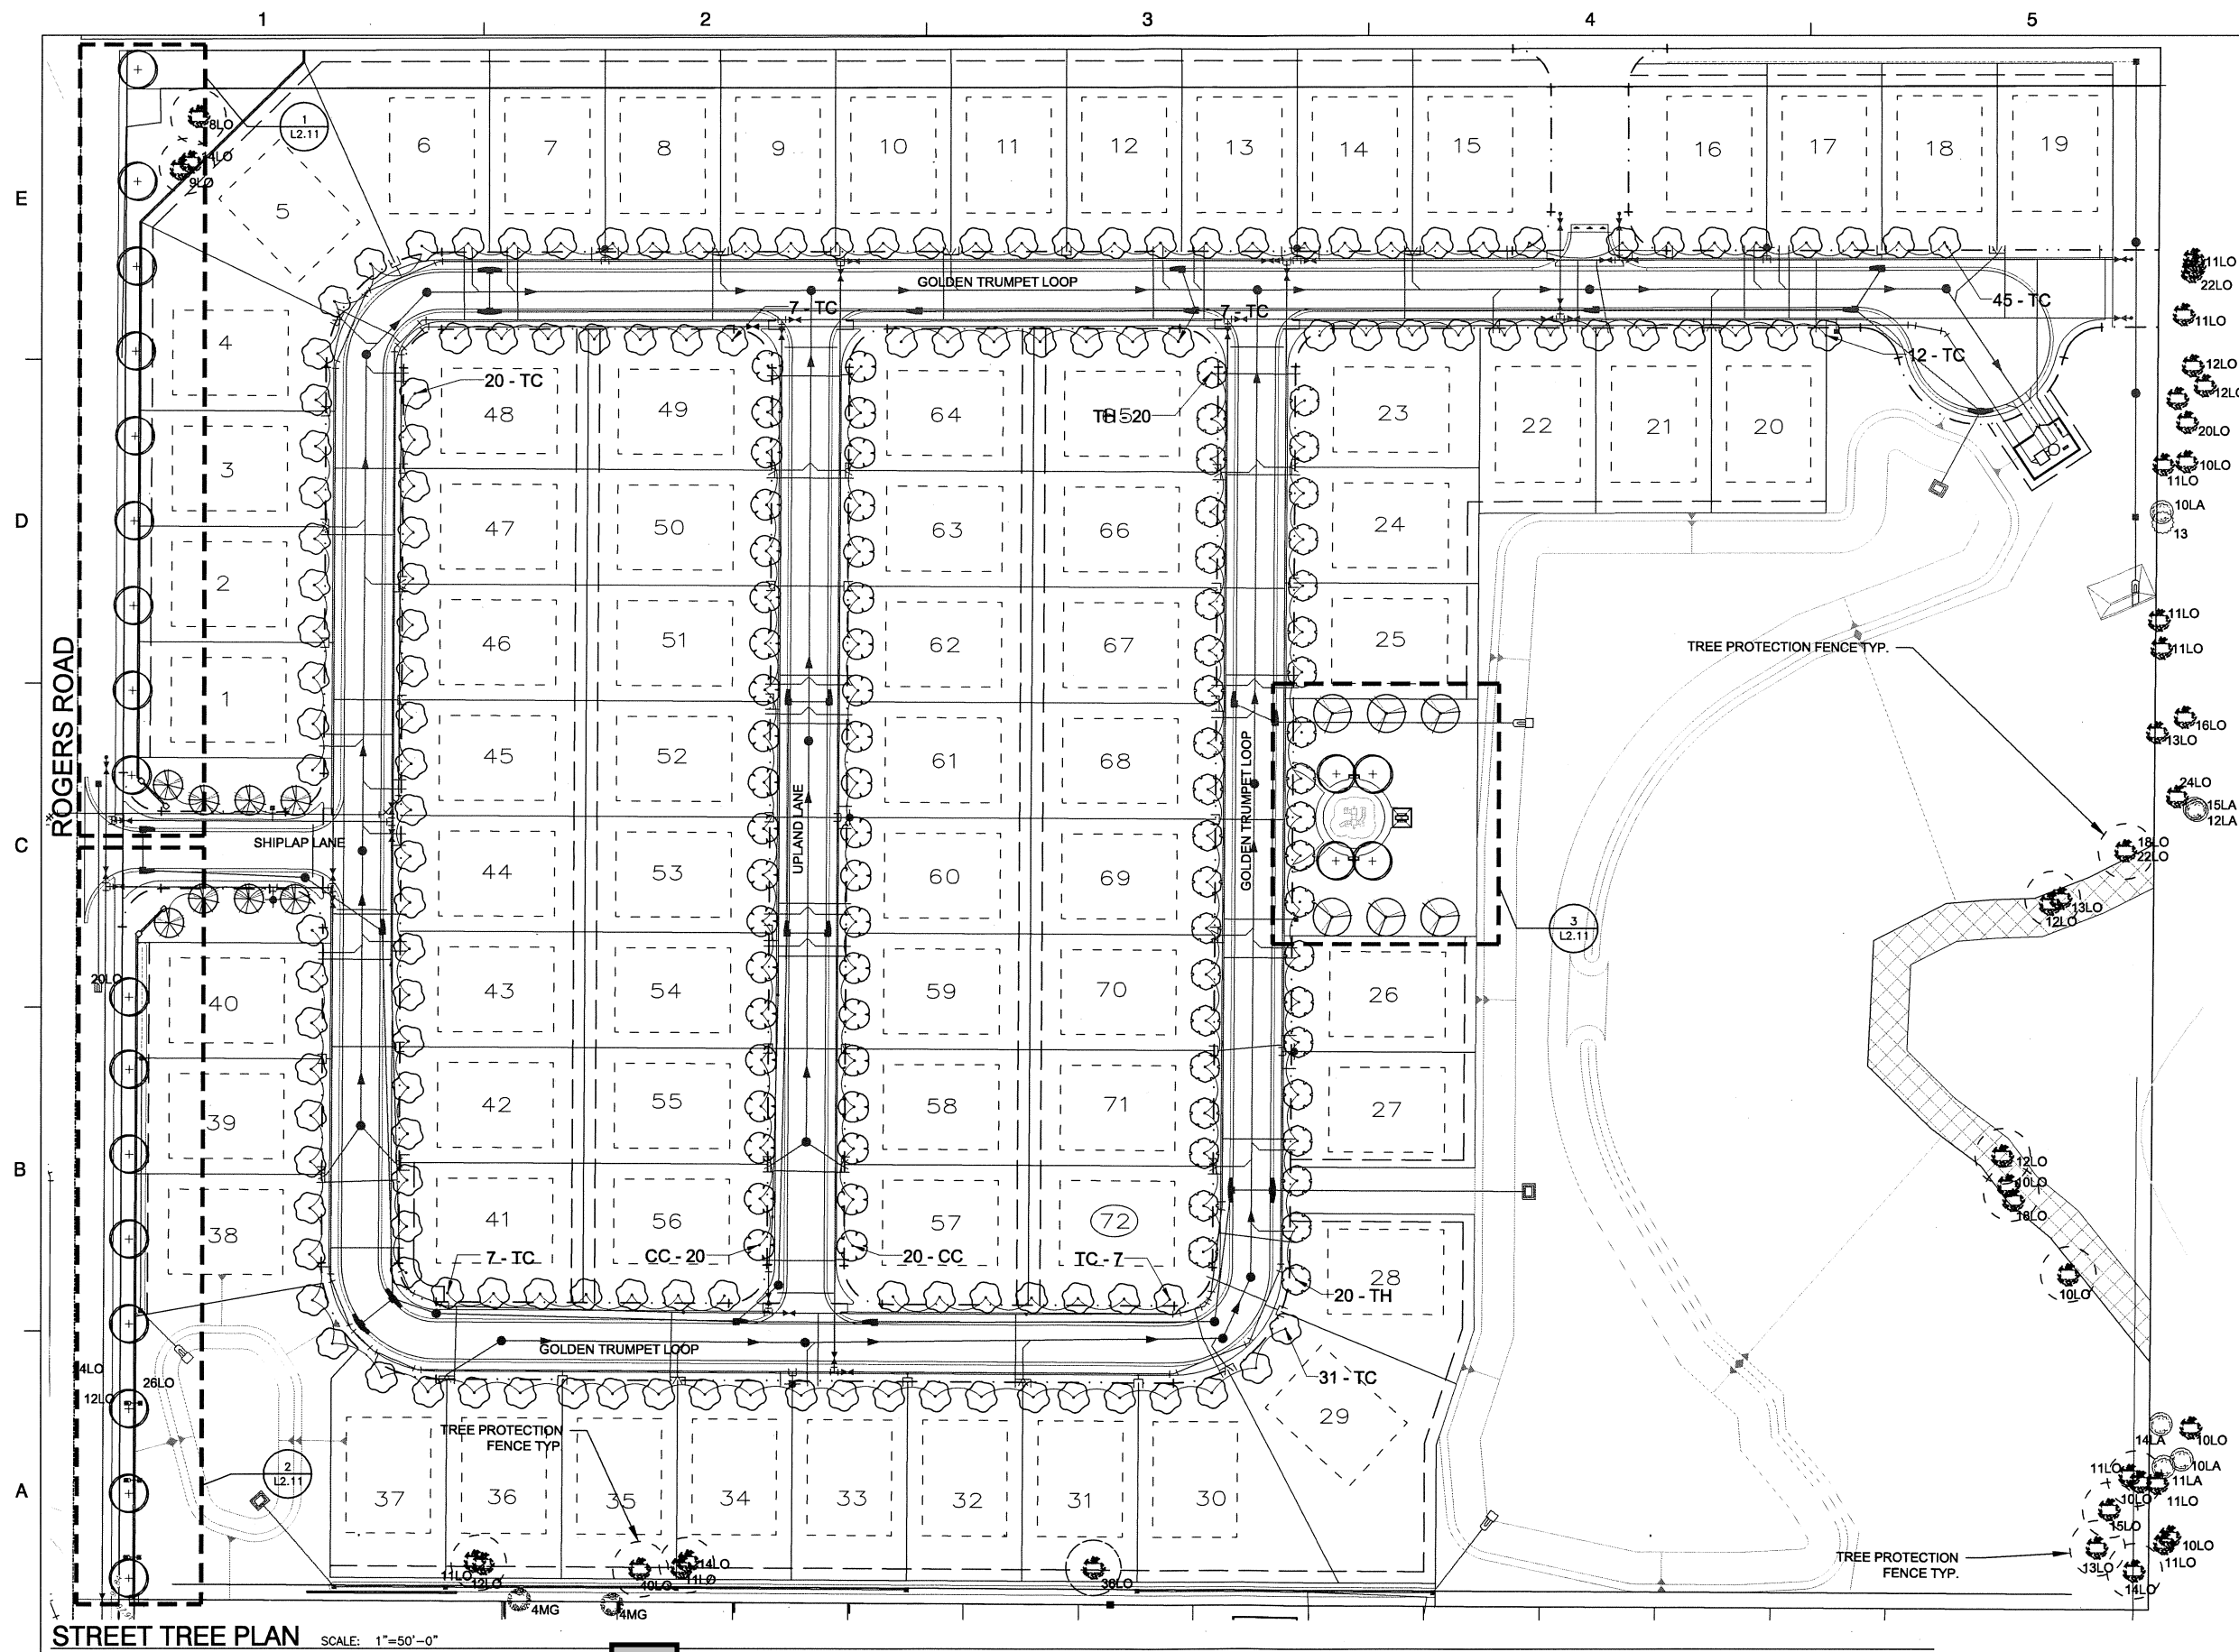 1 2 3 4 5
E
D
C
B
A
ROGERS ROAD
8LO
14LO
9LO
1
L2.11
5
6 7 8 9 10 11 12 13 14 15 16 17 18 19
GOLDEN TRUMPET LOOP
45 - TC
7 - TC
7 - TC
12 - TC
11LO
22LO
11LO
12LO
12LO
20LO
10LO
11LO
10LA
13
4
20 - TC
48
49
64
TH - 20
65
23
22
21
20
3
47
50
63
66
24
2
46
51
62
67
25
TREE PROTECTION FENCE TYP.
11LO
11LO
1
45
52
61
68
16LO
13LO
24LO
15LA
12LA
SHIPLAP LANE
UPLAND LANE
GOLDEN TRUMPET LOOP
44
53
60
69
18LO
22LO
13LO
12LO
3
L2.11
20LO
40
43
54
59
70
26
39
42
55
58
71
27
12LO
10LO
18LO
38
41
56
57
72
28
10LO
7 - TC
CC - 20
20 - CC
TC - 7
20 - TH
GOLDEN TRUMPET LOOP
31 - TC
14LO
12LO
26LO
29
TREE PROTECTION
FENCE TYP.
2
L2.11
37 36 35 34 33 32 31 30
14LA
10LO
10LA
11LO
11LA
10LO
11LO
15LO
10LO
11LO
13LO
14LO
TREE PROTECTION
FENCE TYP.
11LO
12LO
10LO
14LO
11LO
36LO
4MG
4MG
STREET TREE PLAN SCALE: 1"=50'-0"